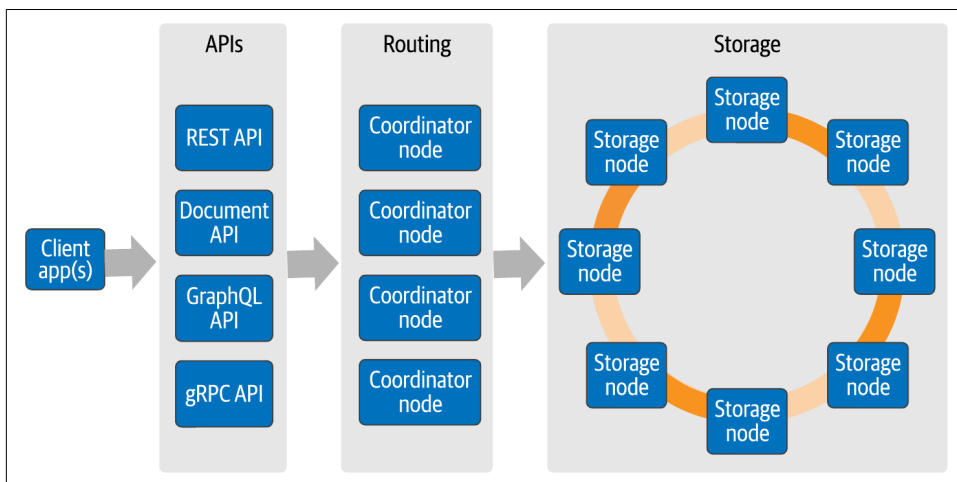 APIs
Routing
Storage
Client
app(s)
REST API
Document
API
GraphQL
API
gRPC API
Coordinator
node
Coordinator
node
Coordinator
node
Coordinator
node
Storage
node
Storage
node
Storage
node
Storage
node
Storage
node
Storage
node
Storage
node
Storage
node